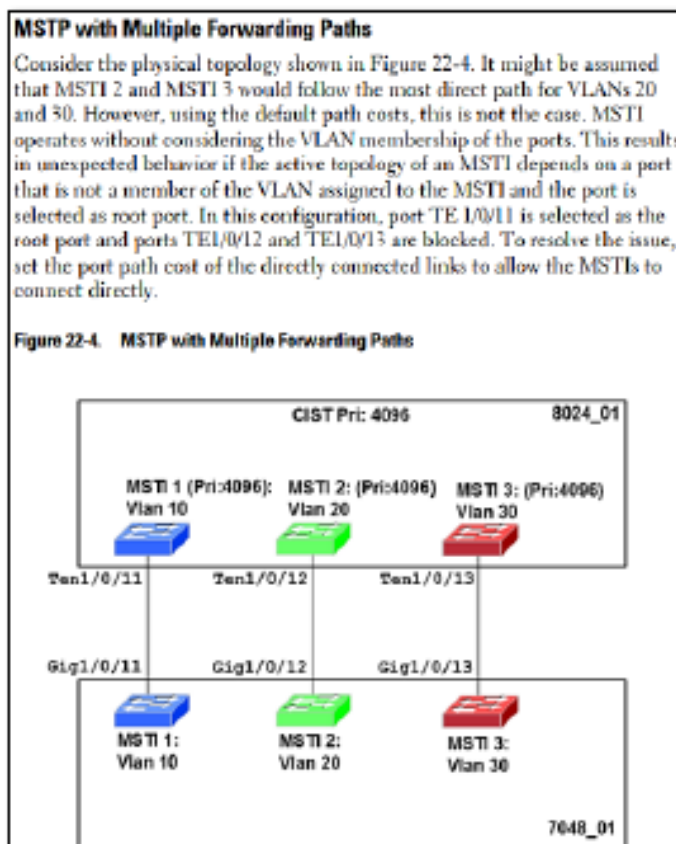 MSTP with Multiple Forwarding Paths
Consider the physical topology shown in Figure 22-4. It might be assumed
that MSTI 2 and MSTI 3 would follow the most direct path for VLANs 20
and 30. However, using the default path costs, this is not the case. MSTI
operates without considering the VLAN membership of the ports. This results
in unexpected behavior if the active topology of an MSTI depends on a port
that is not a member of the VLAN assigned to the MSTI and the port is
selected as root port. In this configuration, port TE 1/0/11 is selected as the
root port and ports TE1/0/12 and TE1/0/13 are blocked. To resolve the issue,
set the port path cost of the directly connected links to allow the MSTIs to
connect directly.
Figure 22-4. MSTP with Multiple Forwarding Paths
CIST Pri: 4096 8024_01
MSTI 1 (Pri:4096): MSTI 2: (Pri:4096) MSTI 3: (Pri:4096)
Vlan 10 Vlan 20 Vlan 30
Ten1/0/11 Ten1/0/12 Ten1/0/13
Gig1/0/11 Gig1/0/12 Gig1/0/13
MSTI 1: MSTI 2: MSTI 3:
Vlan 10 Vlan 20 Vlan 30
7048_01